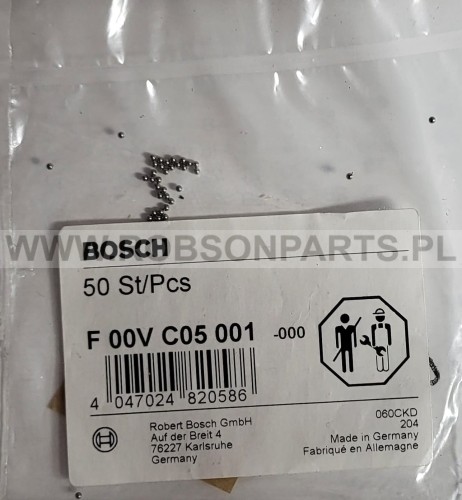 WWW.ROBSONPARTS.PL
BOSCH
50 St/Pcs
F 00V C05 001 -000
4 047024 820586
Robert Bosch GmbH
Auf der Breit 4
76227 Karlsruhe
Germany
060CKD
204
Made in Germany
Fabriqué en Allemagne